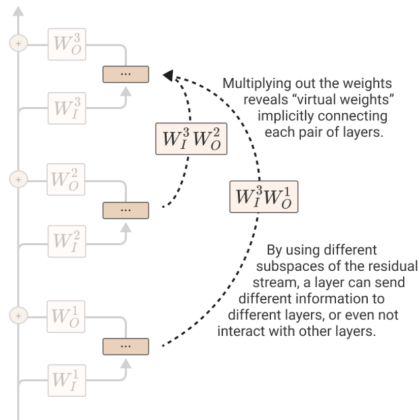 +
W_O^3
...
W_I^3
Multiplying out the weights
reveals “virtual weights”
implicitly connecting
each pair of layers.
W_I^3 W_O^2
+
W_O^2
...
W_I^3 W_O^1
W_I^2
By using different
subspaces of the residual
stream, a layer can send
different information to
different layers, or even not
interact with other layers.
+
W_O^1
...
W_I^1